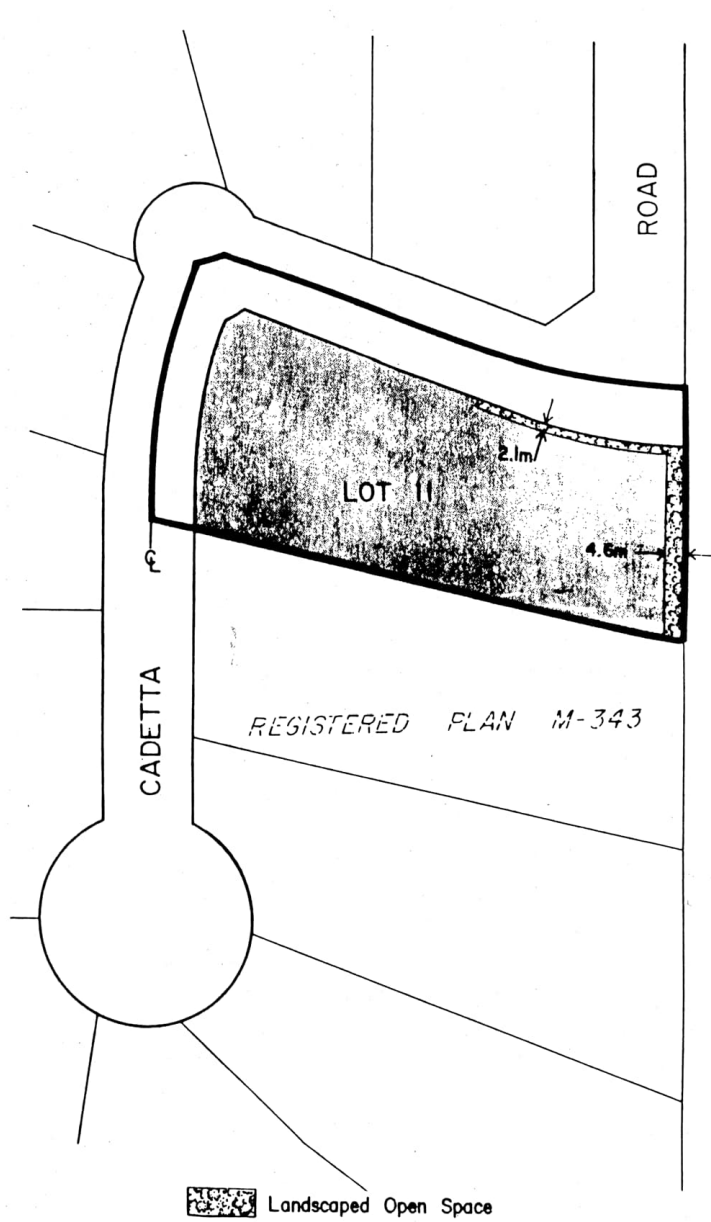 ROAD
2.1m
LOT 11
4.5m
℄
CADETTA
REGISTERED PLAN M-343
Landscaped Open Space